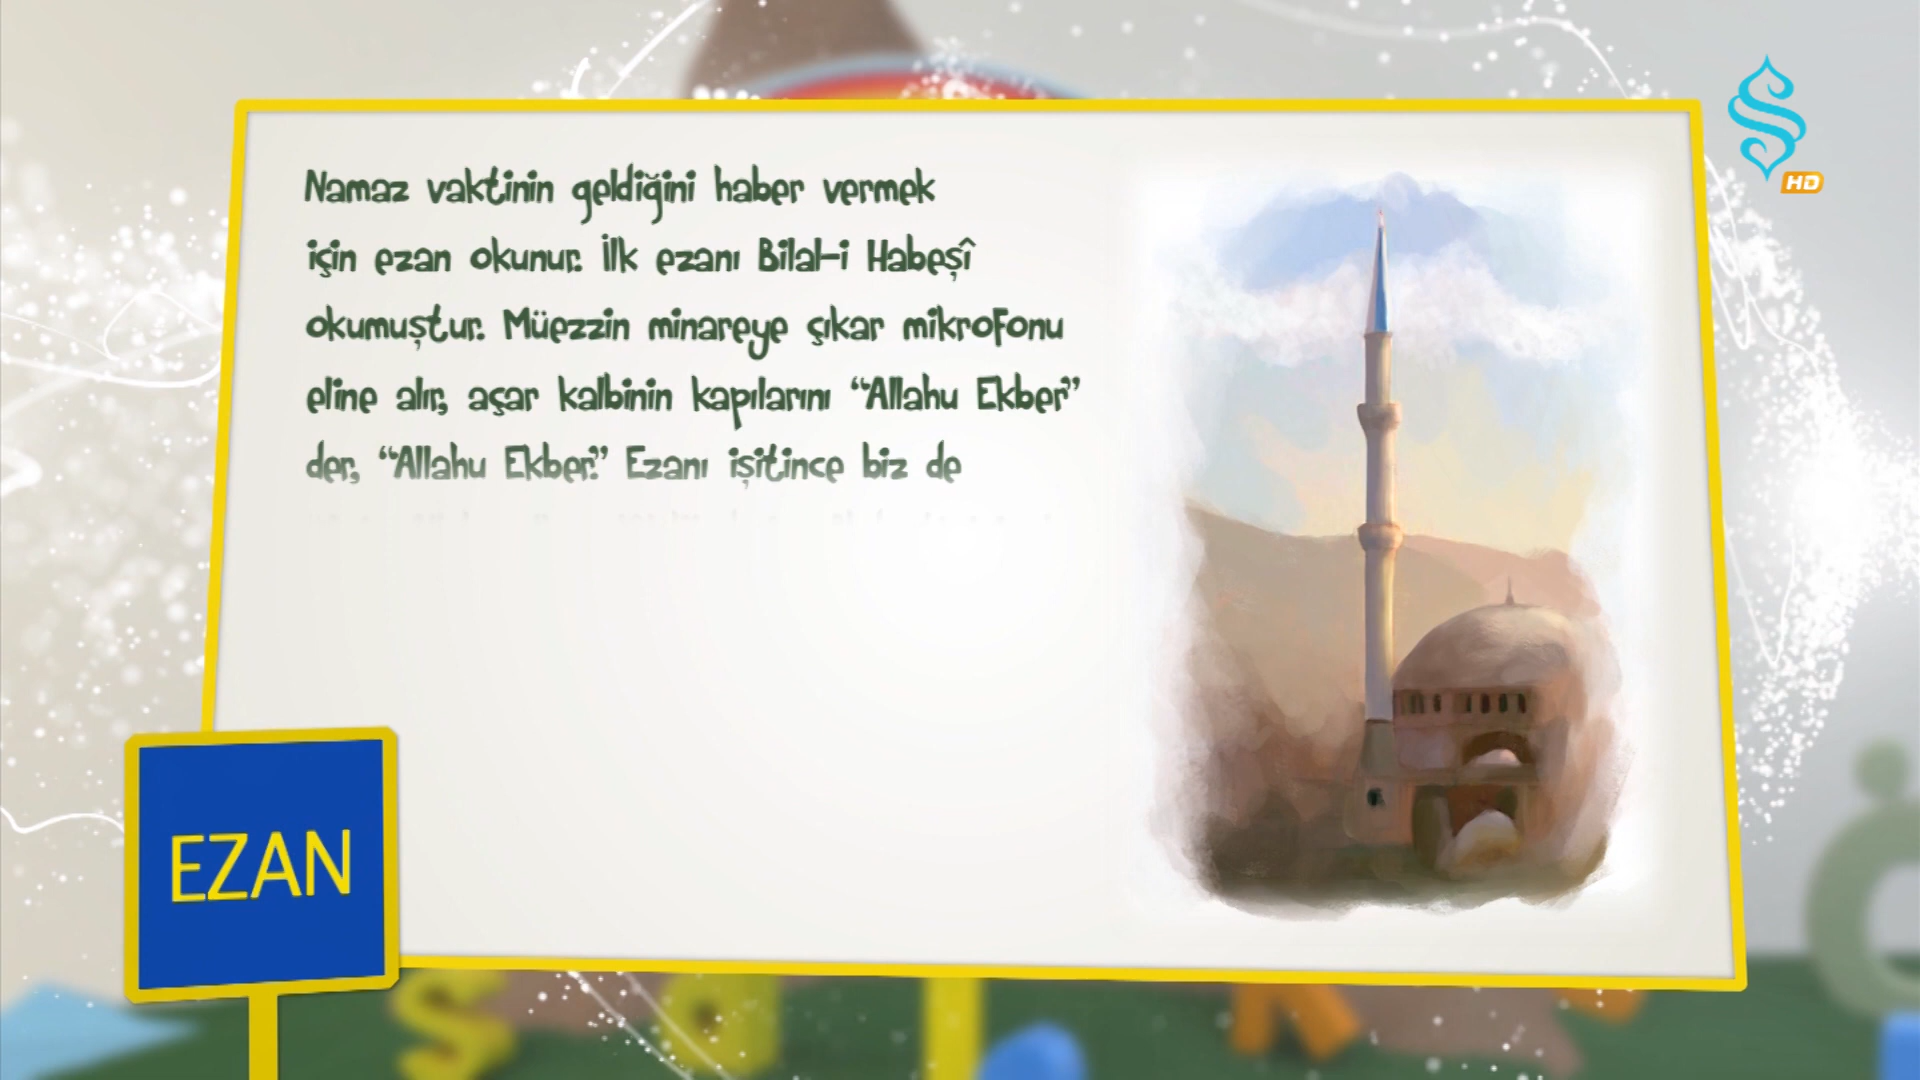 Namaz vaktinin geldiğini haber vermek
için ezan okunur. İlk ezanı Bilal-i Habeşî
okumuştur. Müezzin minareye çıkar mikrofonu
eline alır, açar kalbinin kapılarını “Allahu Ekber”
der, “Allahu Ekber.” Ezanı işitince biz de
EZAN
HD